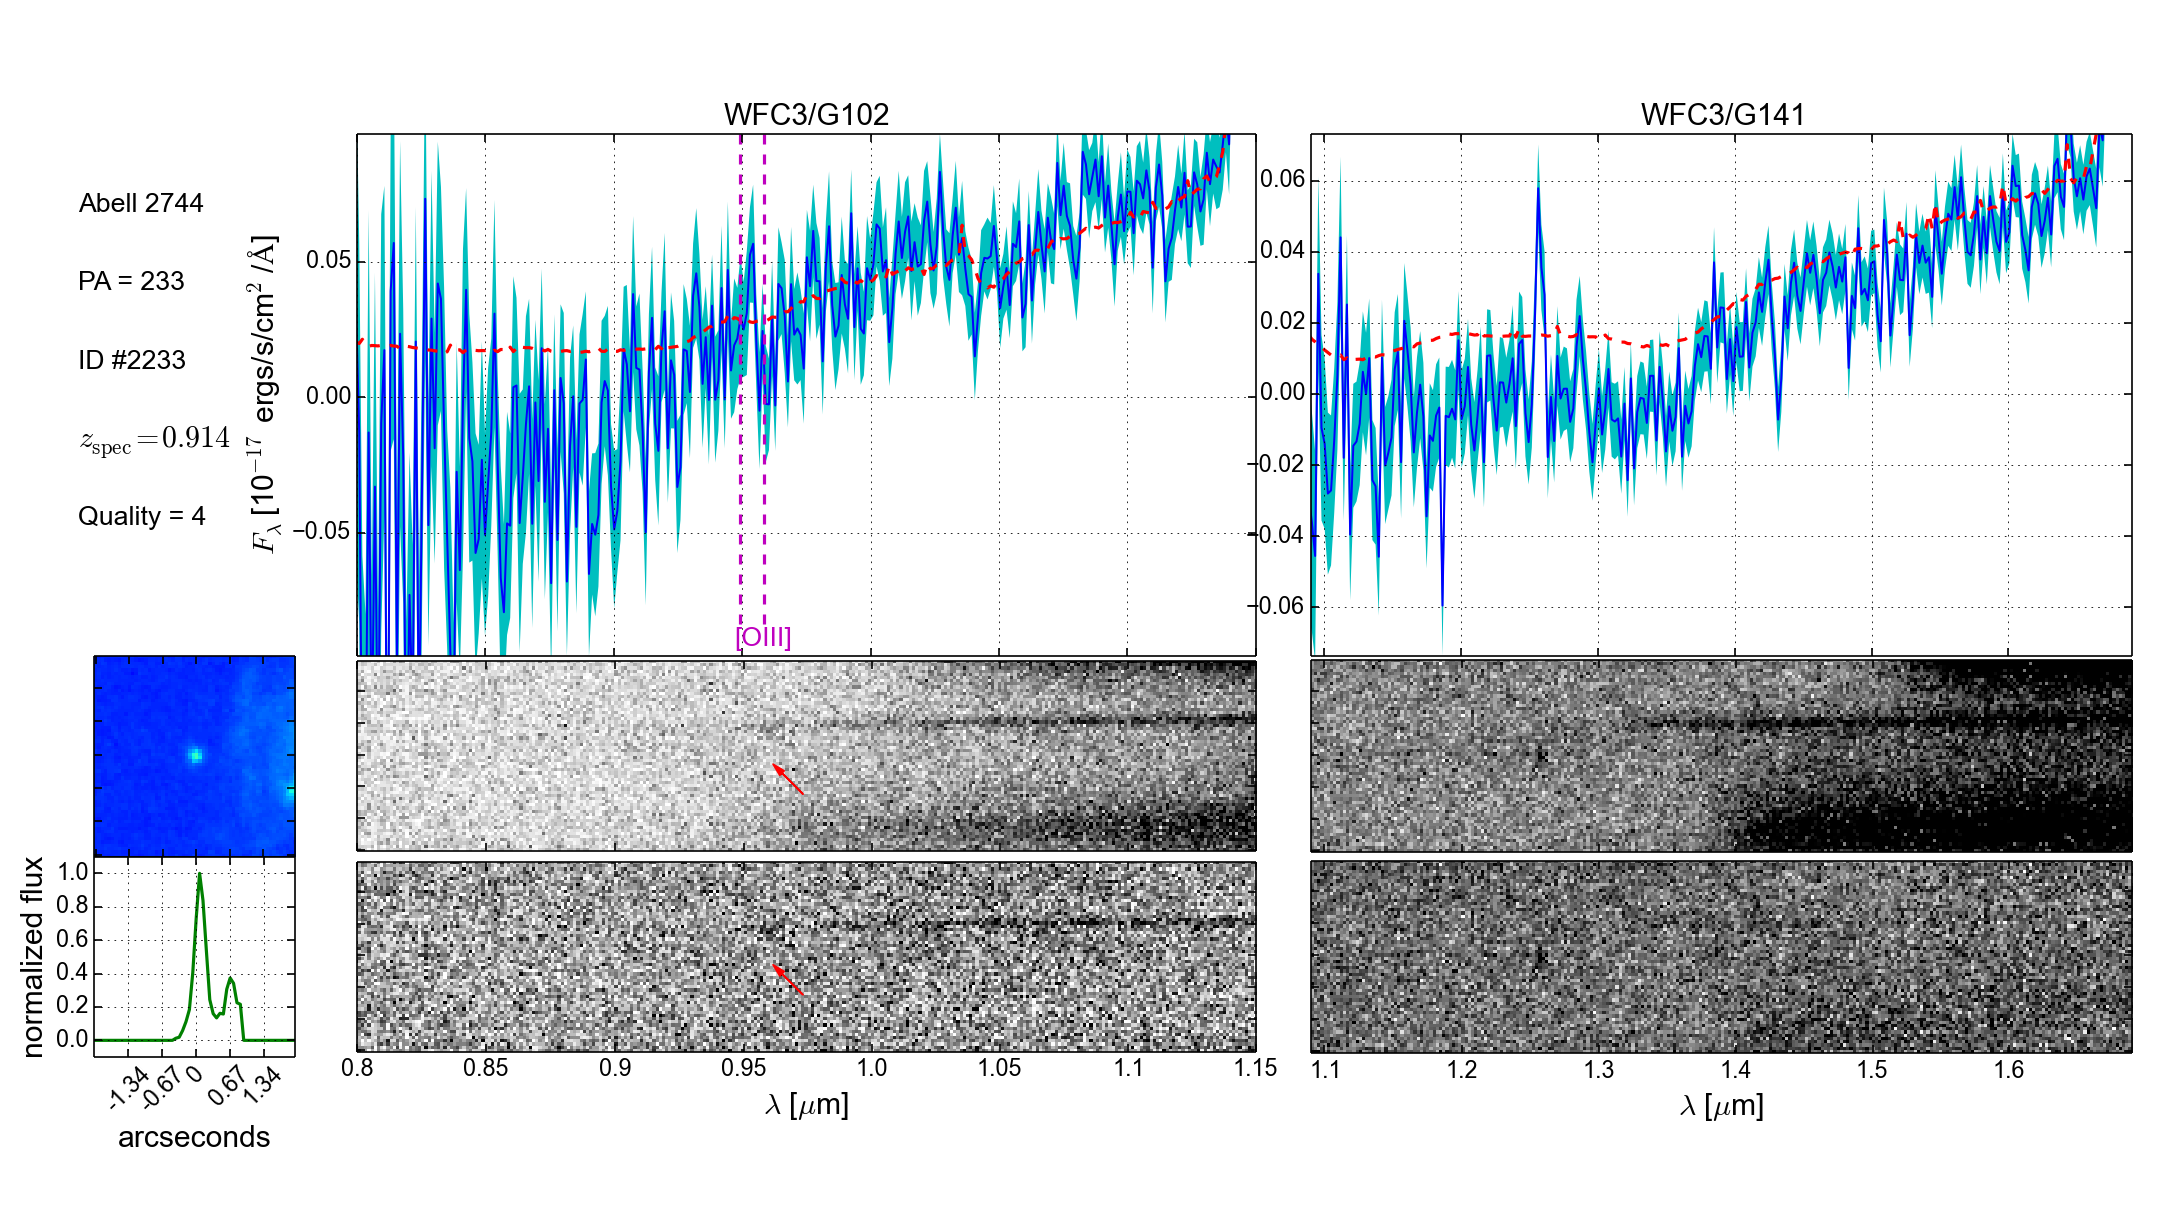 WFC3/G102
WFC3/G141
Abell 2744
PA = 233
ID #2233
z_spec = 0.914
Quality = 4
F_λ [10^−17 ergs/s/cm^2 /Å]
0.05
0.00
−0.05
[OIII]
0.06
0.04
0.02
0.00
−0.02
−0.04
−0.06
normalized flux
1.0
0.8
0.6
0.4
0.2
0.0
-1.34 -0.67 0 0.67 1.34
arcseconds
0.8 0.85 0.9 0.95 1.0 1.05 1.1 1.15
λ [μm]
1.1 1.2 1.3 1.4 1.5 1.6
λ [μm]